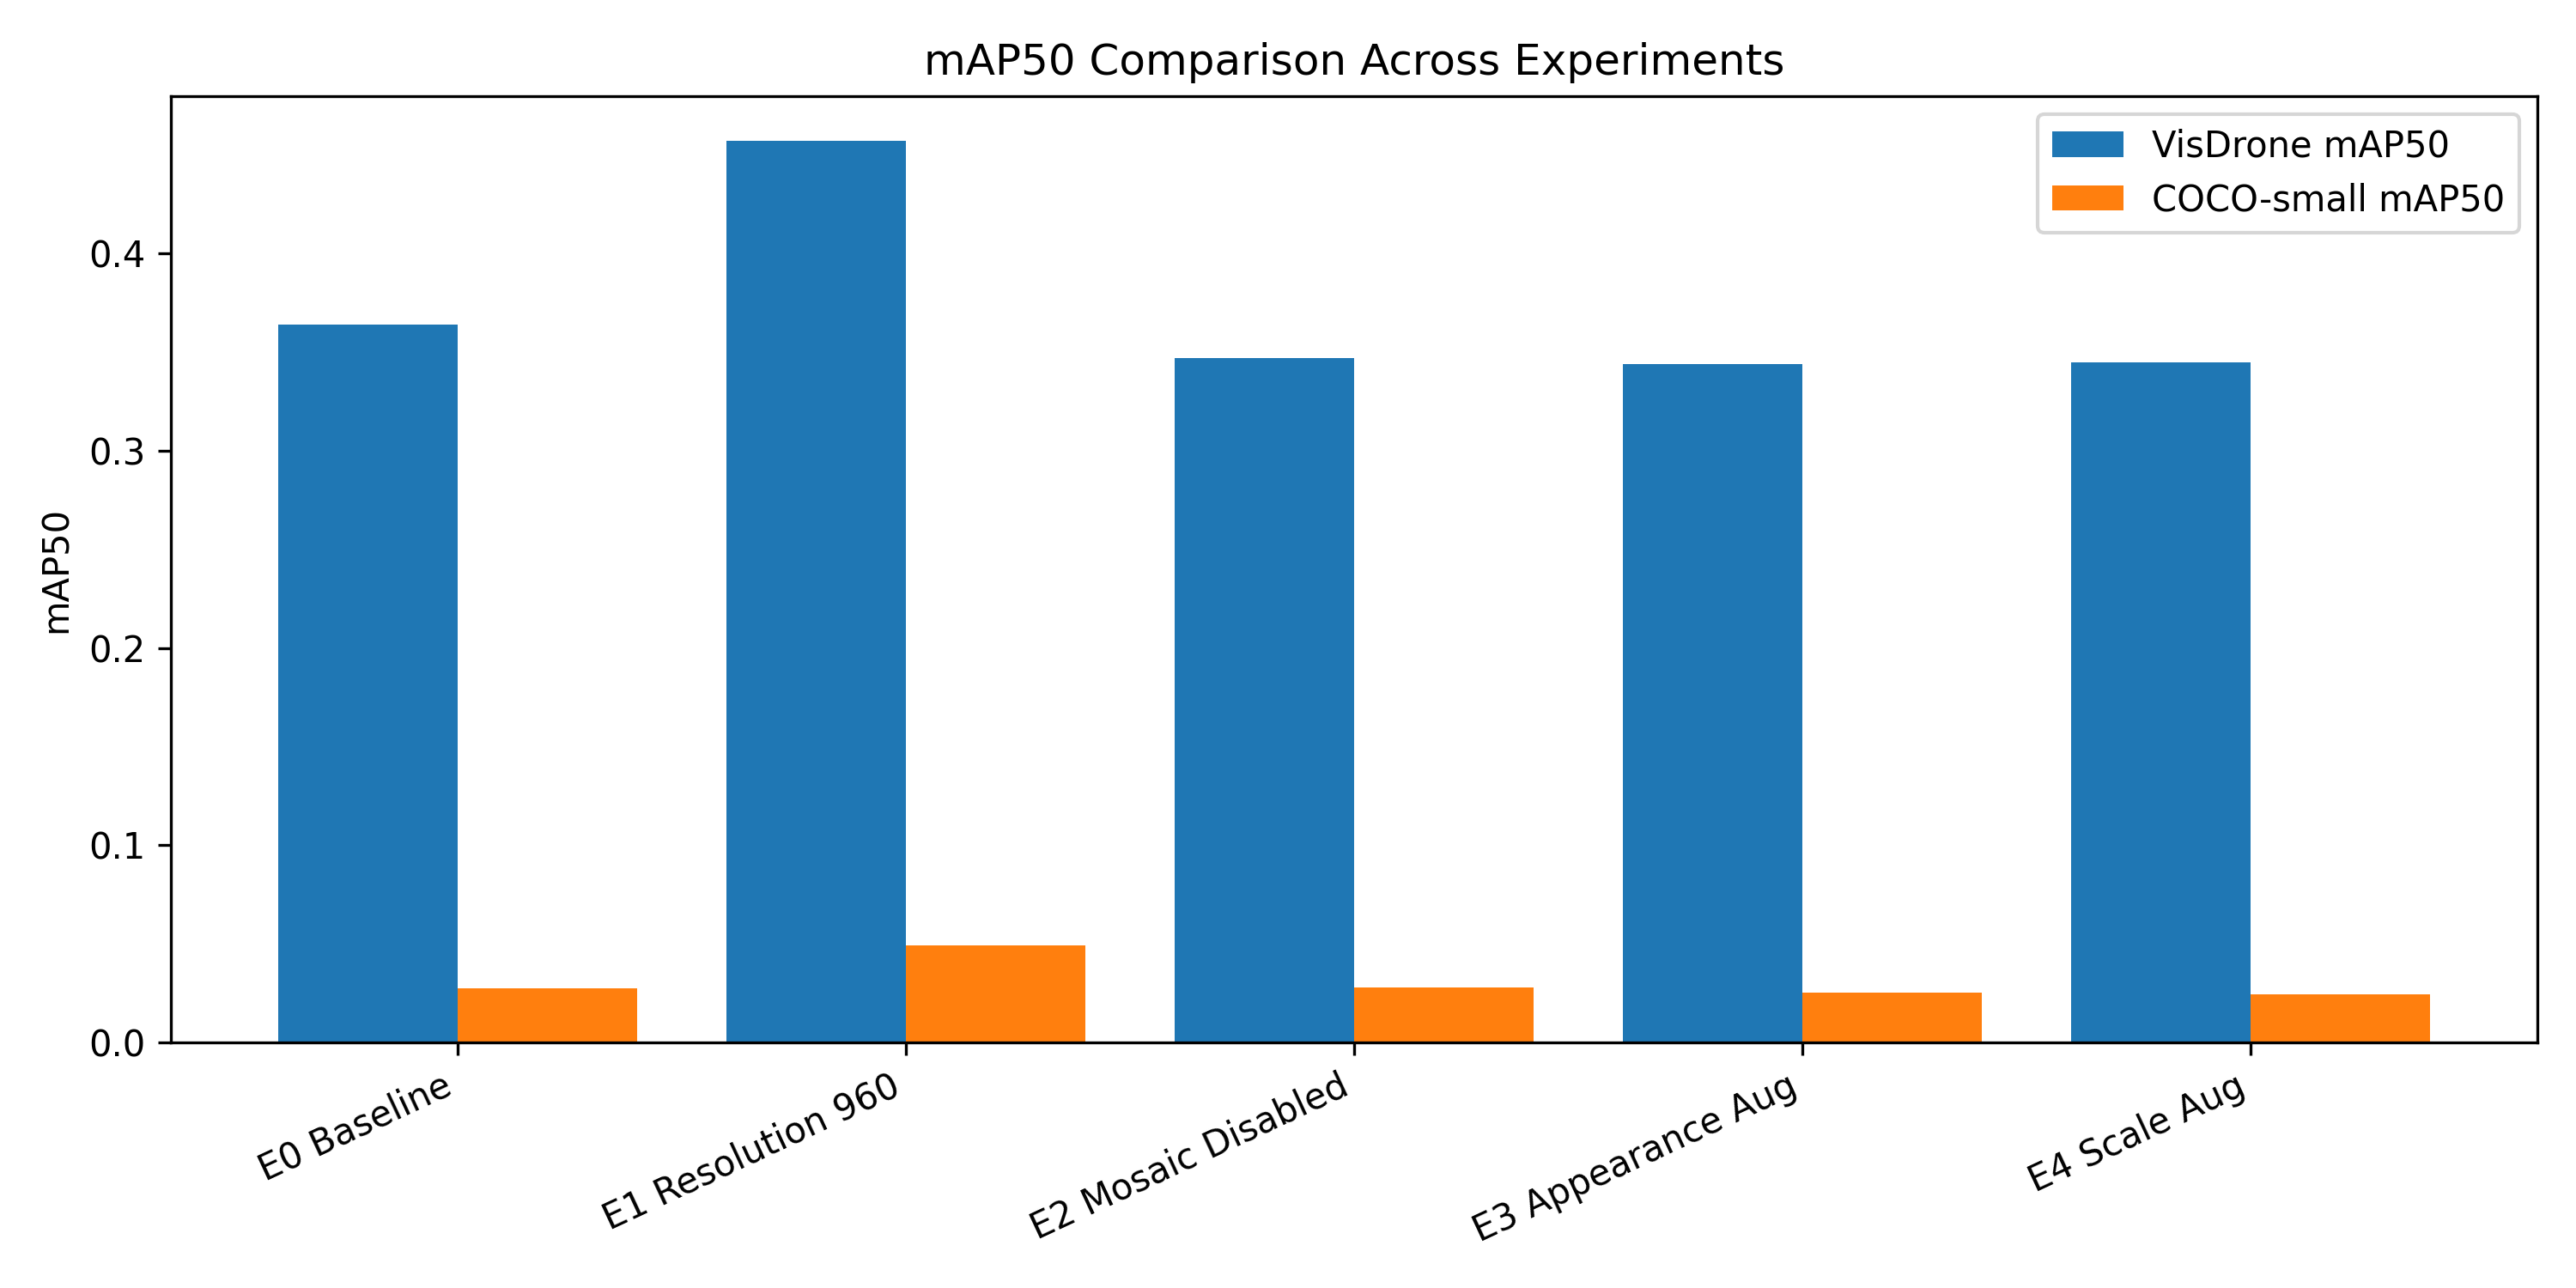 mAP50 Comparison Across Experiments
VisDrone mAP50
COCO-small mAP50
mAP50
0.4
0.3
0.2
0.1
0.0
E0 Baseline
E1 Resolution 960
E2 Mosaic Disabled
E3 Appearance Aug
E4 Scale Aug